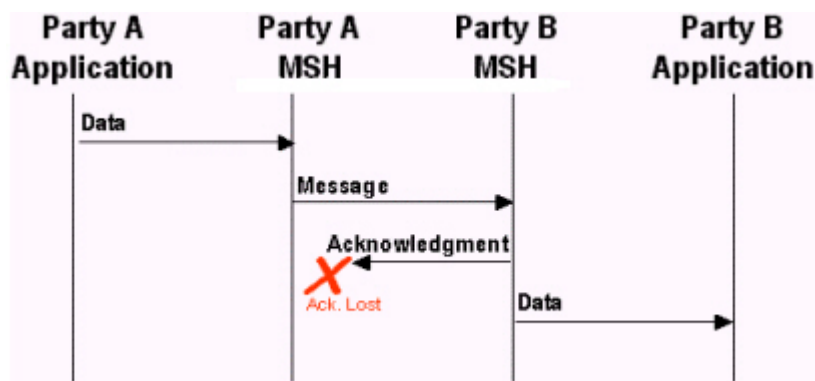 Party A Party A Party B Party B
Application MSH MSH Application
Data
Message
Acknowledgment
Ack. Lost
Data